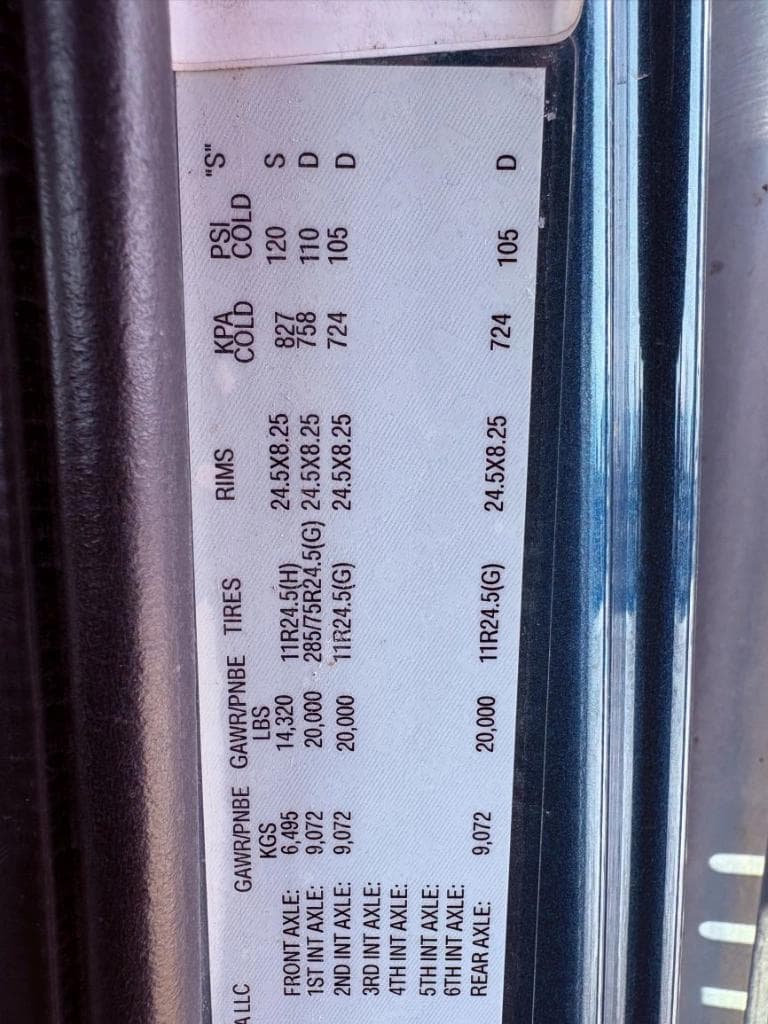 A LLC
GAWR/PNBE GAWR/PNBE TIRES RIMS KPA PSI "S"
KGS LBS COLD COLD
FRONT AXLE: 6,495 14,320 11R24.5(H) 24.5X8.25 827 120 S
1ST INT AXLE: 9,072 20,000 285/75R24.5(G) 24.5X8.25 758 110 D
2ND INT AXLE: 9,072 20,000 11R24.5(G) 24.5X8.25 724 105 D
3RD INT AXLE:
4TH INT AXLE:
5TH INT AXLE:
6TH INT AXLE:
REAR AXLE: 9,072 20,000 11R24.5(G) 24.5X8.25 724 105 D